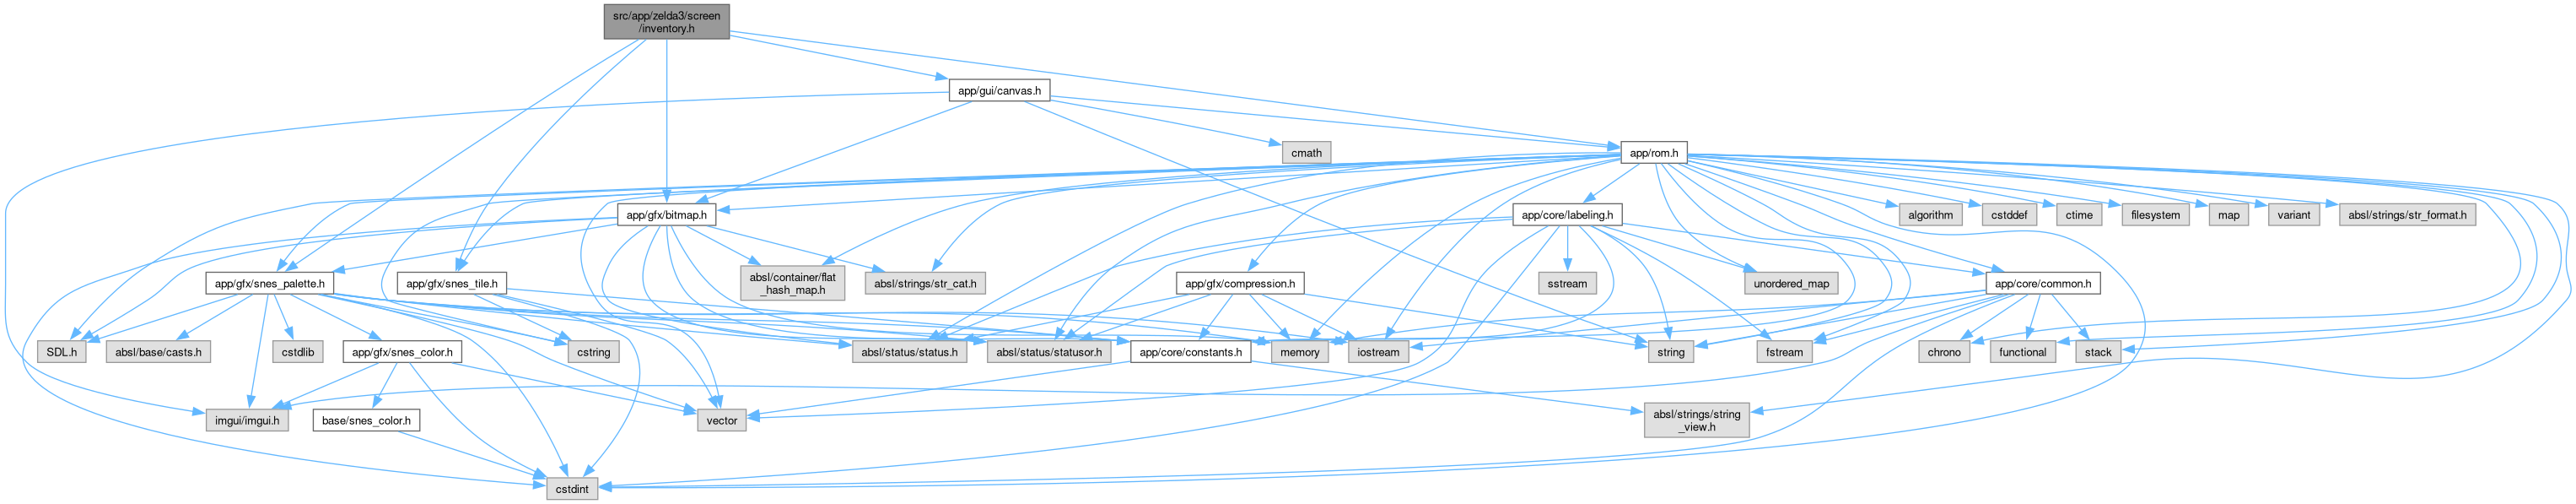 src/app/zelda3/screen
/inventory.h
app/gui/canvas.h
cmath
app/rom.h
app/gfx/bitmap.h
app/core/labeling.h
algorithm
cstddef
ctime
filesystem
map
variant
absl/strings/str_format.h
app/gfx/snes_palette.h
app/gfx/snes_tile.h
absl/container/flat
_hash_map.h
absl/strings/str_cat.h
app/gfx/compression.h
sstream
unordered_map
app/core/common.h
SDL.h
absl/base/casts.h
cstdlib
app/gfx/snes_color.h
cstring
absl/status/status.h
absl/status/statusor.h
app/core/constants.h
memory
iostream
string
fstream
chrono
functional
stack
imgui/imgui.h
base/snes_color.h
vector
absl/strings/string
_view.h
cstdint